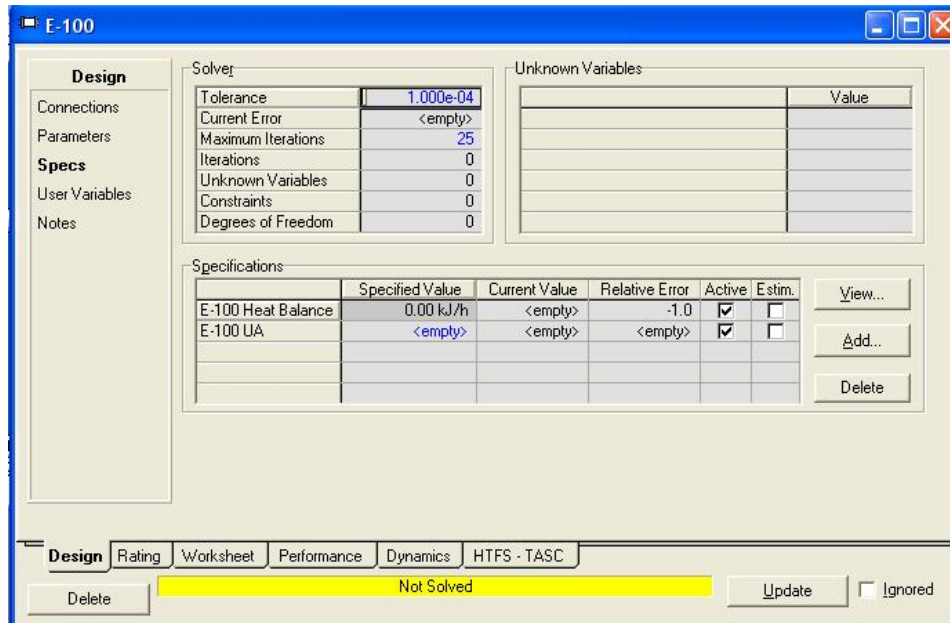 E-100
Design
Connections
Parameters
Specs
User Variables
Notes
Solver
Tolerance 1.000e-04
Current Error <empty>
Maximum Iterations 25
Iterations 0
Unknown Variables 0
Constraints 0
Degrees of Freedom 0
Unknown Variables
Value
Specifications
Specified Value Current Value Relative Error Active Estim.
E-100 Heat Balance 0.00 kJ/h <empty> -1.0
E-100 UA <empty> <empty> <empty>
View...
Add...
Delete
Design Rating Worksheet Performance Dynamics HTFS - TASC
Delete Not Solved Update Ignored